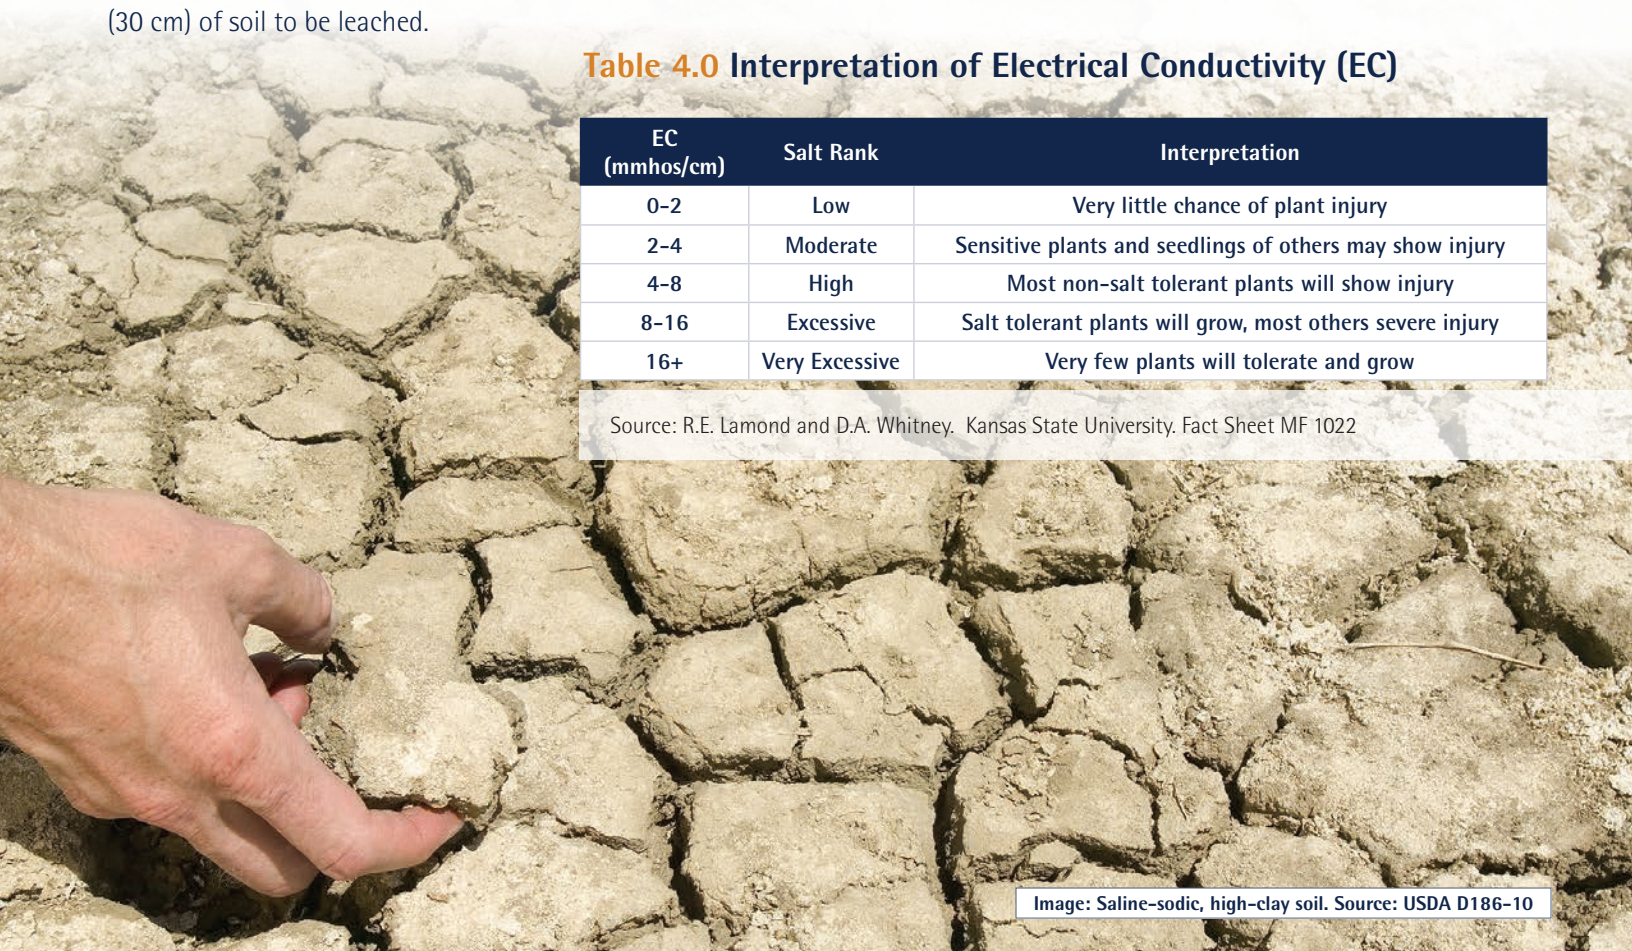 (30 cm) of soil to be leached.
Table 4.0 Interpretation of Electrical Conductivity (EC)
EC
(mmhos/cm)
Salt Rank
Interpretation
0-2
Low
Very little chance of plant injury
2-4
Moderate
Sensitive plants and seedlings of others may show injury
4-8
High
Most non-salt tolerant plants will show injury
8-16
Excessive
Salt tolerant plants will grow, most others severe injury
16+
Very Excessive
Very few plants will tolerate and grow
Source: R.E. Lamond and D.A. Whitney. Kansas State University. Fact Sheet MF 1022
Image: Saline-sodic, high-clay soil. Source: USDA D186-10